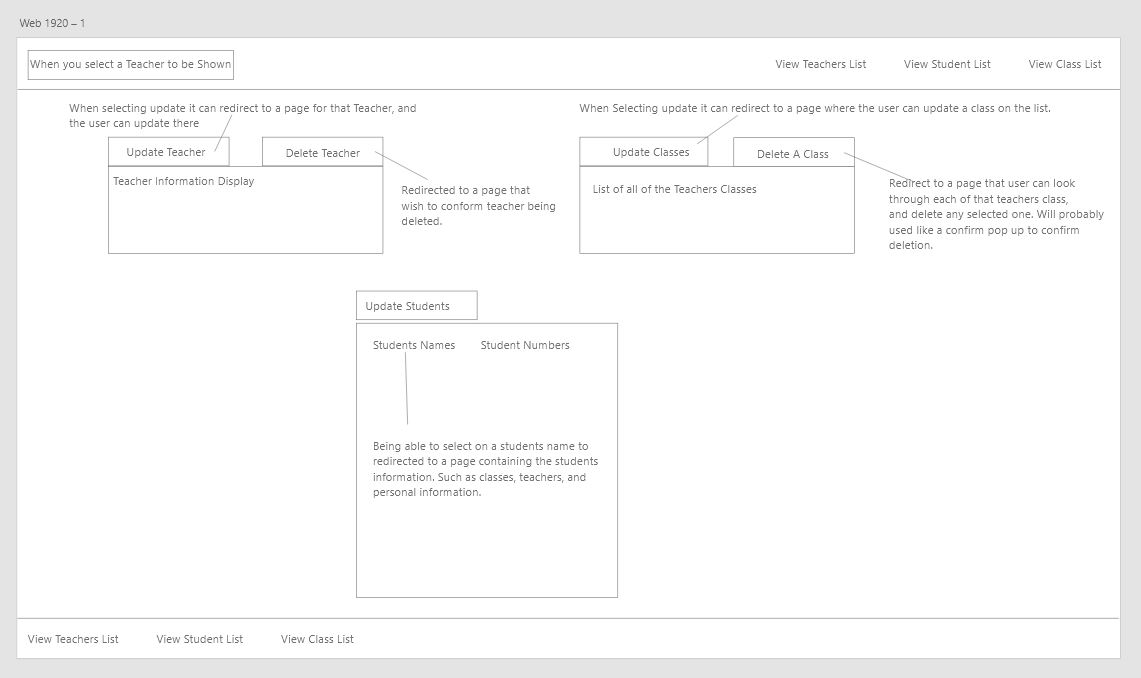 Web 1920 – 1
When you select a Teacher to be Shown
View Teachers List
View Student List
View Class List
When selecting update it can redirect to a page for that Teacher, and
the user can update there
Update Teacher
Delete Teacher
Teacher Information Display
Redirected to a page that
wish to conform teacher being
deleted.
When Selecting update it can redirect to a page where the user can update a class on the list.
Update Classes
Delete A Class
List of all of the Teachers Classes
Redirect to a page that user can look
through each of that teachers class,
and delete any selected one. Will probably
used like a confirm pop up to confirm
deletion.
Update Students
Students Names
Student Numbers
Being able to select on a students name to
redirected to a page containing the students
information. Such as classes, teachers, and
personal information.
View Teachers List
View Student List
View Class List